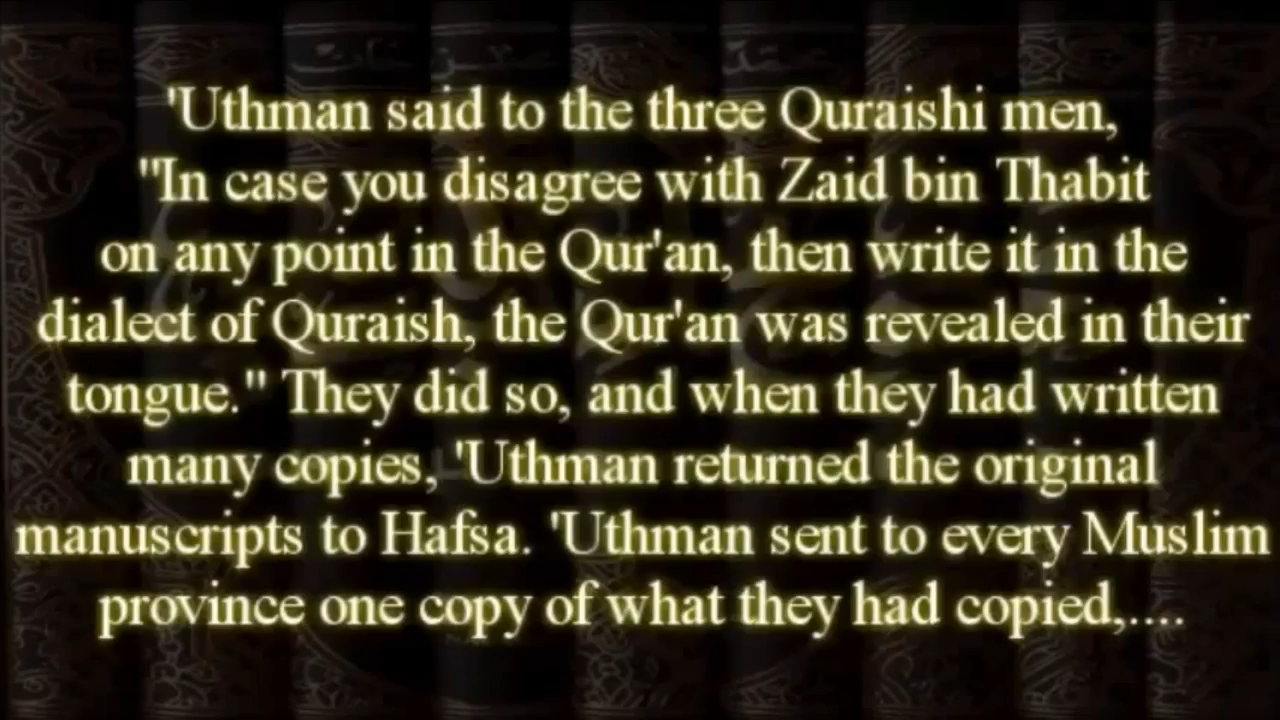 'Uthman said to the three Quraishi men,
"In case you disagree with Zaid bin Thabit
on any point in the Qur'an, then write it in the
dialect of Quraish, the Qur'an was revealed in their
tongue." They did so, and when they had written
many copies, 'Uthman returned the original
manuscripts to Hafsa. 'Uthman sent to every Muslim
province one copy of what they had copied,....